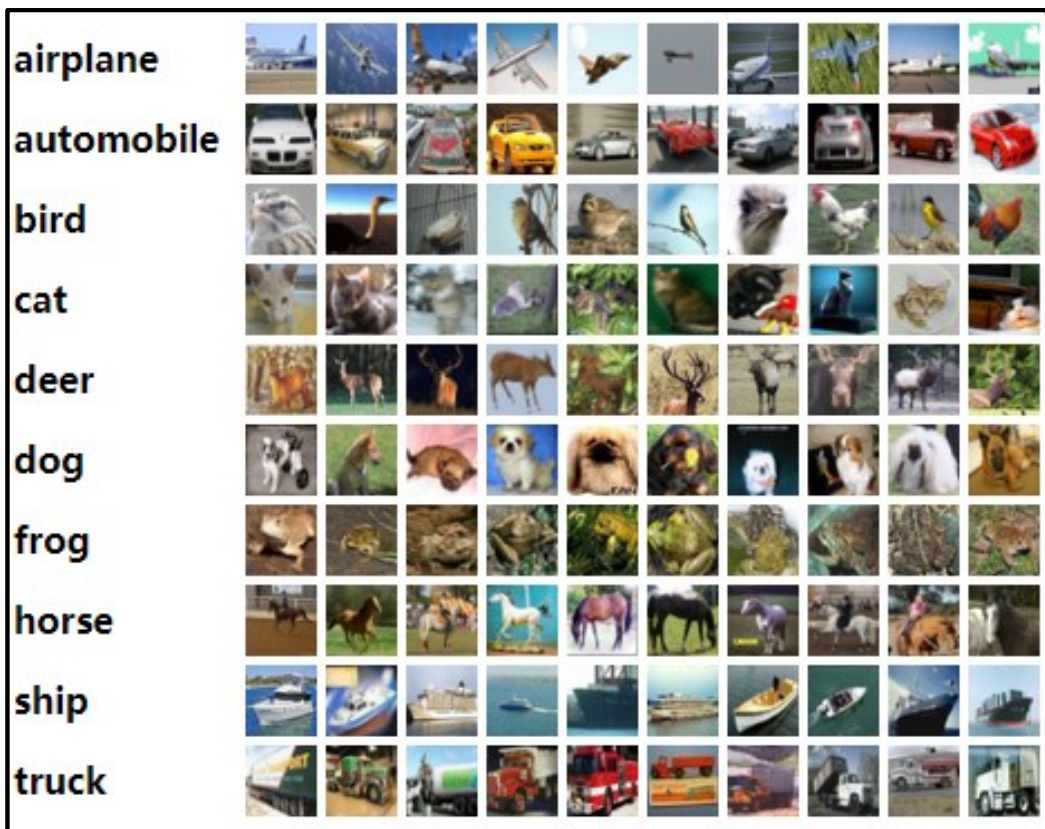 airplane
automobile
bird
cat
deer
dog
frog
horse
ship
truck